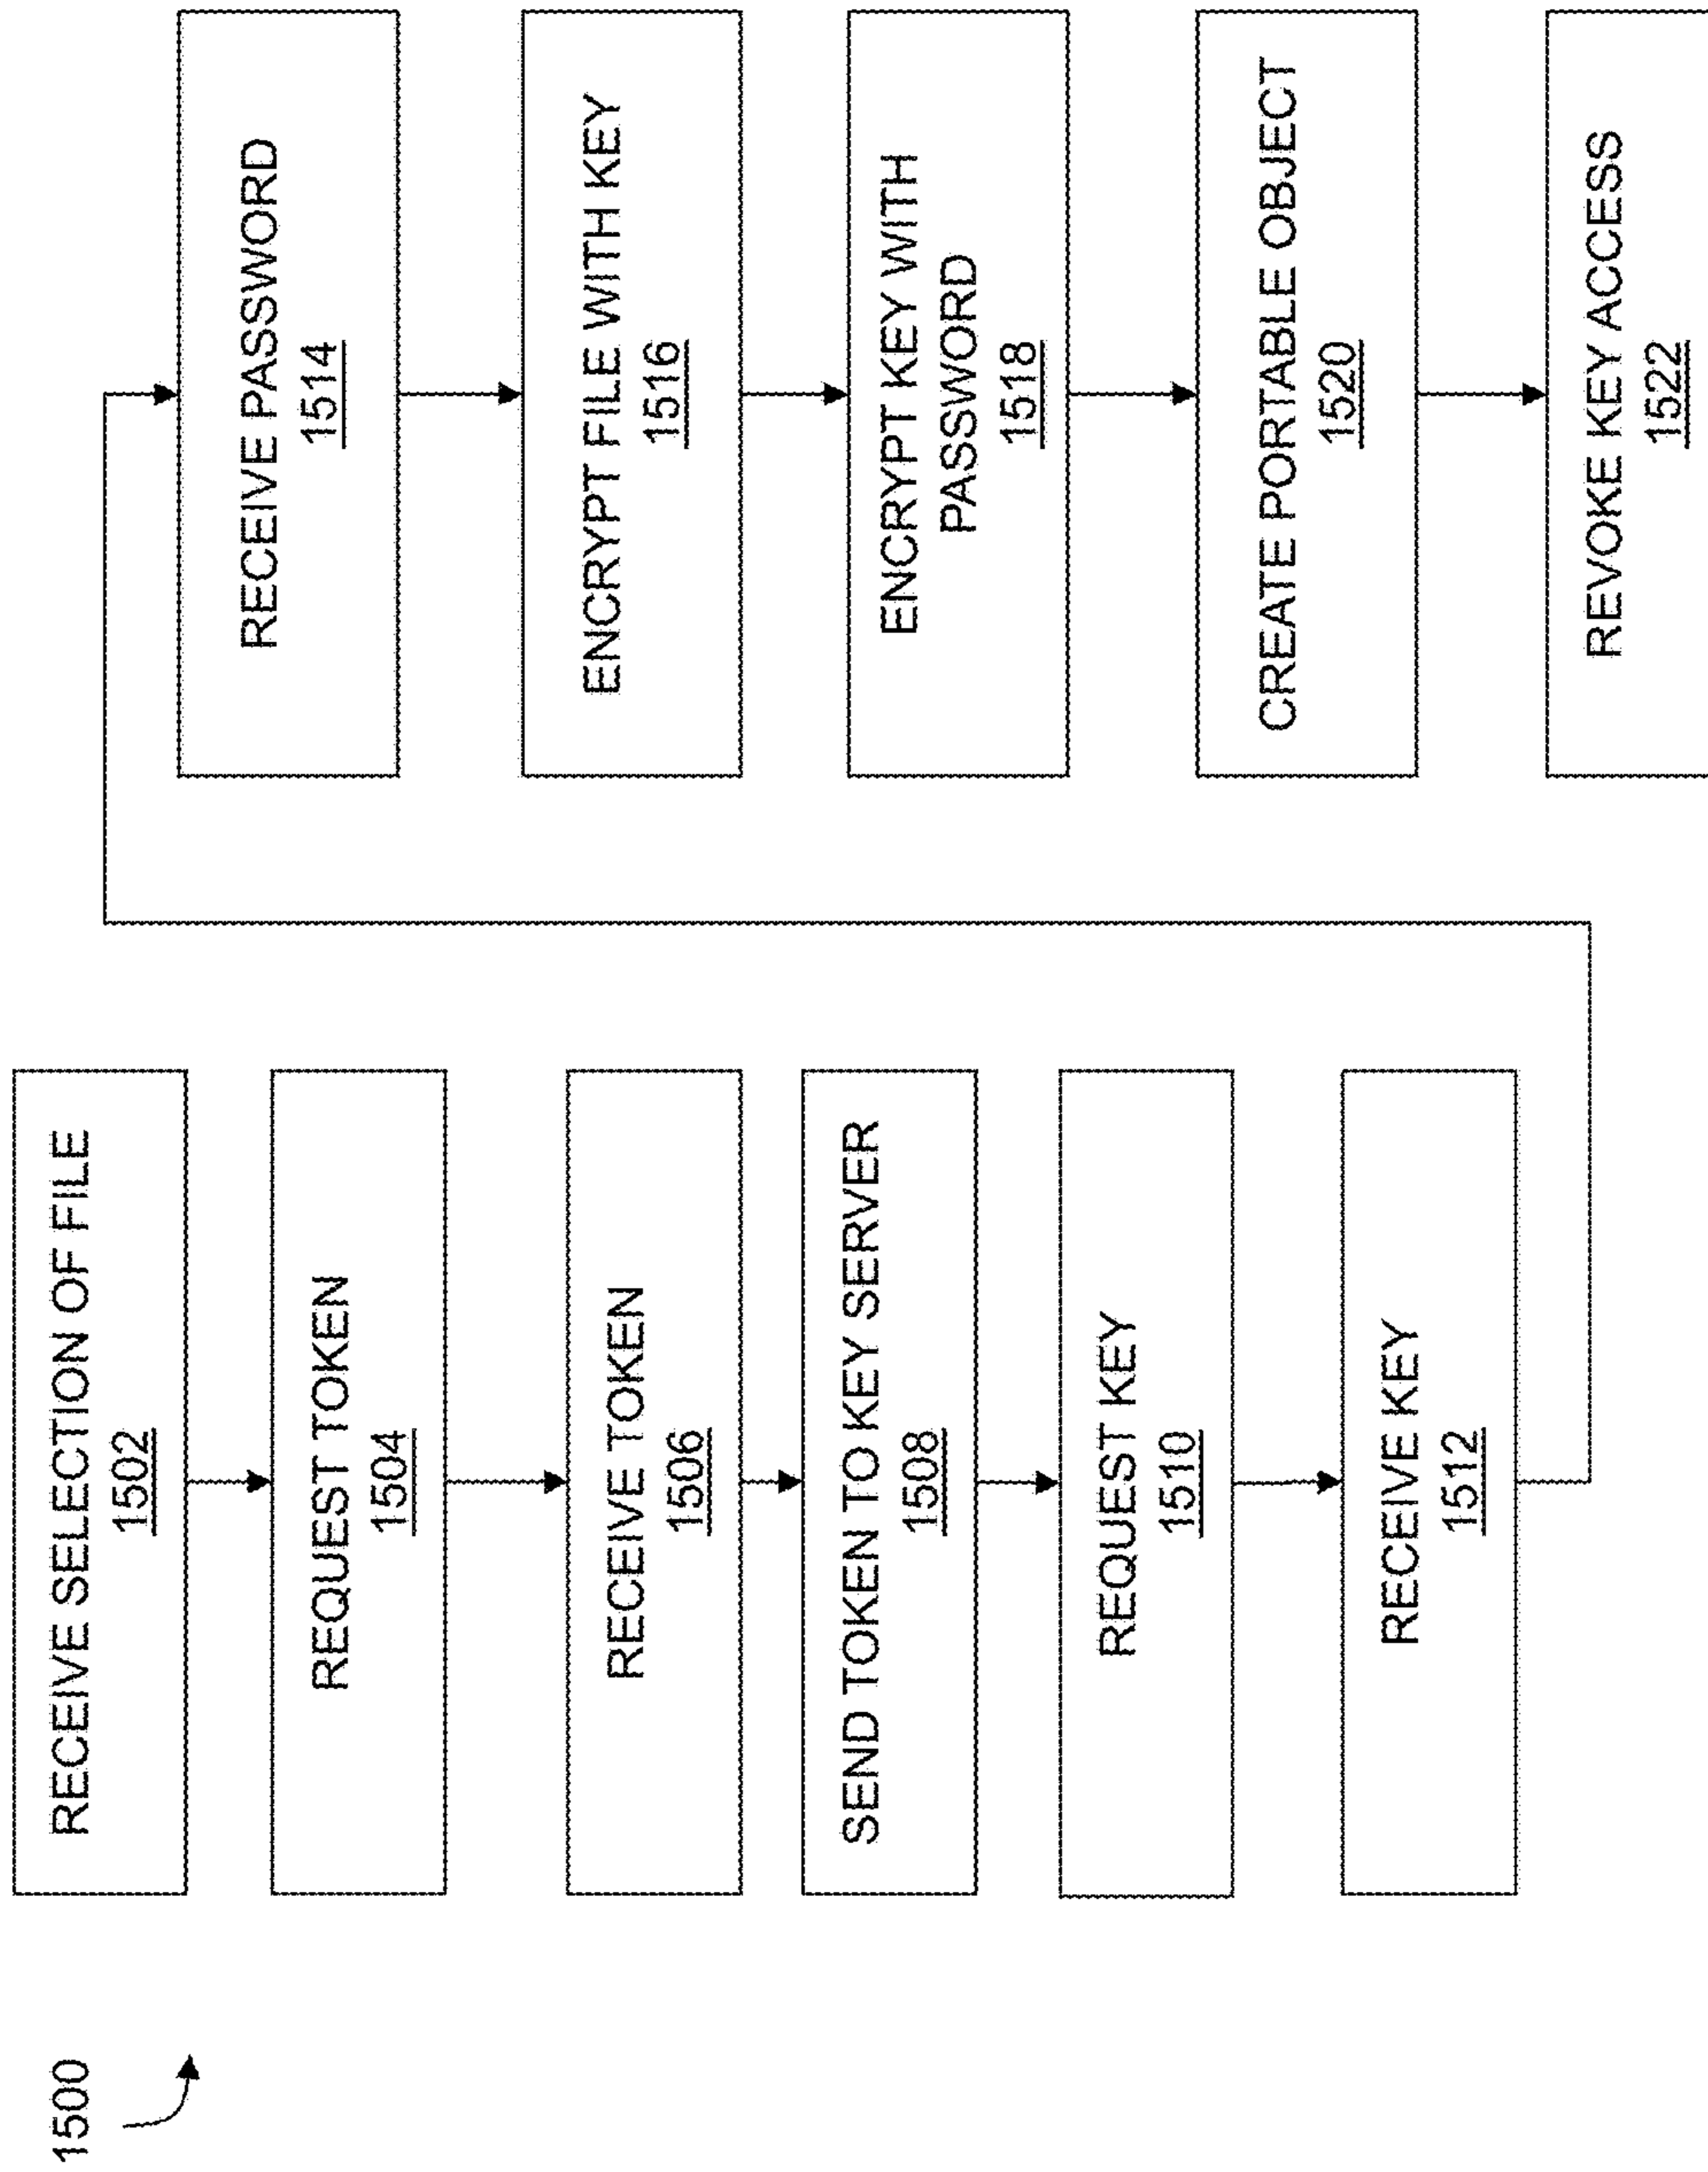 1500
RECEIVE SELECTION OF FILE
1502
REQUEST TOKEN
1504
RECEIVE TOKEN
1506
SEND TOKEN TO KEY SERVER
1508
REQUEST KEY
1510
RECEIVE KEY
1512
RECEIVE PASSWORD
1514
ENCRYPT FILE WITH KEY
1516
ENCRYPT KEY WITH
PASSWORD
1518
CREATE PORTABLE OBJECT
1520
REVOKE KEY ACCESS
1522